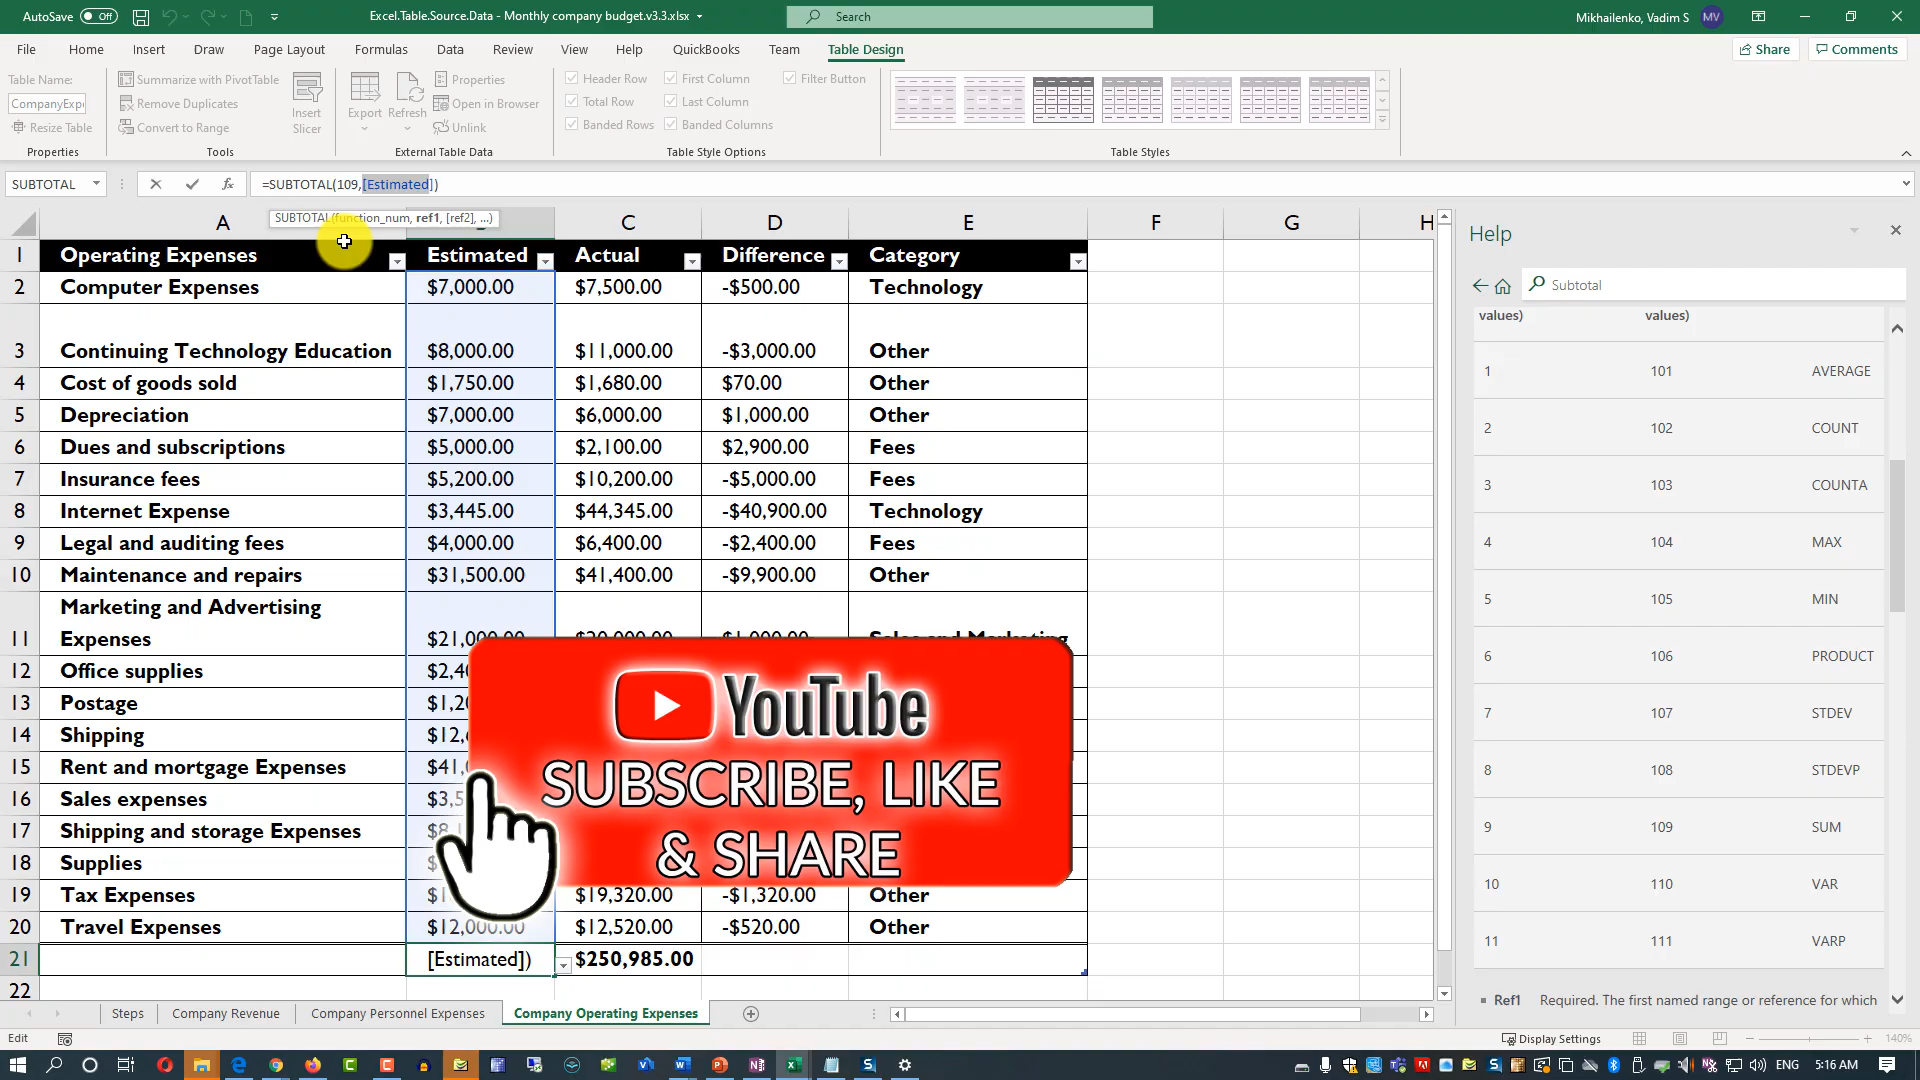 AutoSave Off
Excel.Table.Source.Data - Monthly company budget.v3.3.xlsx
Search
Mikhailenko, Vadim S MV
File Home Insert Draw Page Layout Formulas Data Review View Help QuickBooks Team Table Design
Share Comments
Table Name:
CompanyExpe
Resize Table
Properties
Summarize with PivotTable
Remove Duplicates
Convert to Range
Tools
Insert
Slicer
Export Refresh
Properties
Open in Browser
Unlink
External Table Data
Header Row First Column Filter Button
Total Row Last Column
Banded Rows Banded Columns
Table Style Options
Table Styles
SUBTOTAL
fx
=SUBTOTAL(109,[Estimated])
SUBTOTAL(function_num, ref1, [ref2], ...)
A C D E F G H
1 Operating Expenses Estimated Actual Difference Category
2 Computer Expenses $7,000.00 $7,500.00 -$500.00 Technology
3 Continuing Technology Education $8,000.00 $11,000.00 -$3,000.00 Other
4 Cost of goods sold $1,750.00 $1,680.00 $70.00 Other
5 Depreciation $7,000.00 $6,000.00 $1,000.00 Other
6 Dues and subscriptions $5,000.00 $2,100.00 $2,900.00 Fees
7 Insurance fees $5,200.00 $10,200.00 -$5,000.00 Fees
8 Internet Expense $3,445.00 $44,345.00 -$40,900.00 Technology
9 Legal and auditing fees $4,000.00 $6,400.00 -$2,400.00 Fees
10 Maintenance and repairs $31,500.00 $41,400.00 -$9,900.00 Other
Marketing and Advertising
11 Expenses $21,000.00 Sales and Marketing
12 Office supplies
13 Postage
14 Shipping
15 Rent and mortgage Expenses
16 Sales expenses
17 Shipping and storage Expenses
18 Supplies
19 Tax Expenses $19,320.00 -$1,320.00 Other
20 Travel Expenses $12,000.00 $12,520.00 -$520.00 Other
21 [Estimated]) $250,985.00
22
YouTube
SUBSCRIBE, LIKE
& SHARE
Steps Company Revenue Company Personnel Expenses Company Operating Expenses
Edit
Display Settings
140%
Help
Subtotal
values) values)
1 101 AVERAGE
2 102 COUNT
3 103 COUNTA
4 104 MAX
5 105 MIN
6 106 PRODUCT
7 107 STDEV
8 108 STDEVP
9 109 SUM
10 110 VAR
11 111 VARP
Ref1 Required. The first named range or reference for which
ENG 5:16 AM